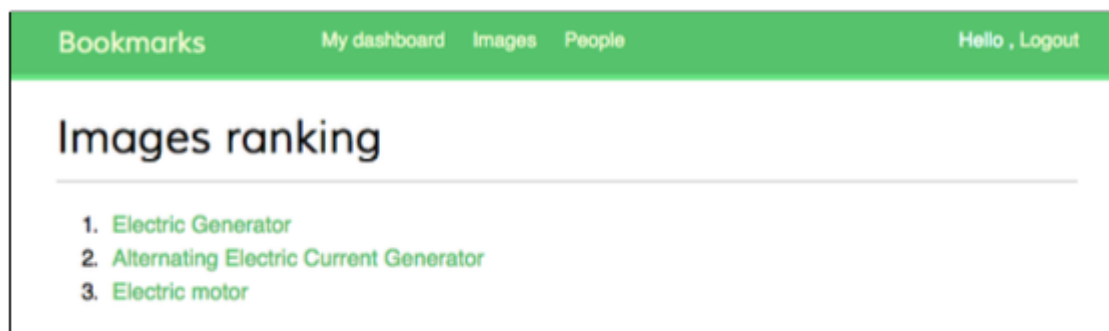 Bookmarks My dashboard Images People Hello , Logout
Images ranking
1. Electric Generator
2. Alternating Electric Current Generator
3. Electric motor